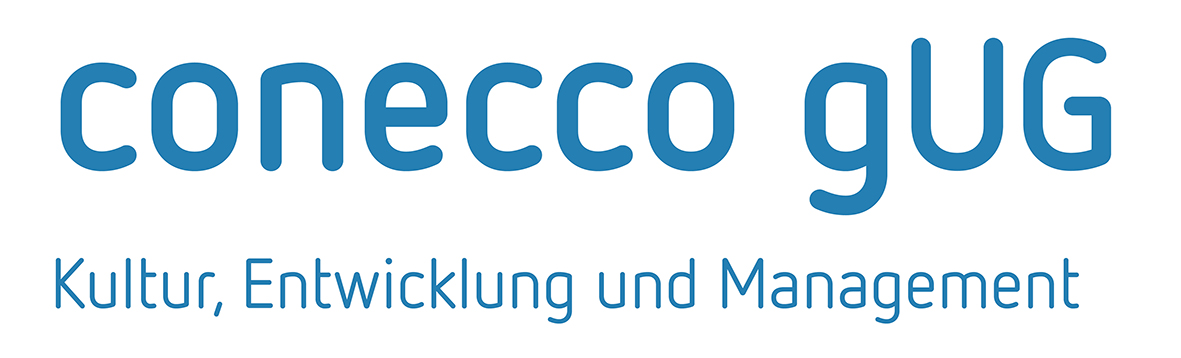 conecco gUG
Kultur, Entwicklung und Management